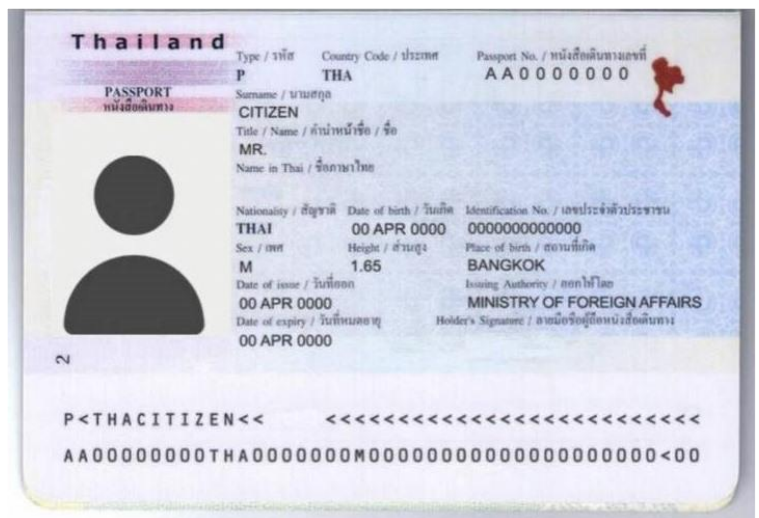 Thailand
PASSPORT
หนังสือเดินทาง
Type / รหัส Country Code / ประเทศ Passport No. / หนังสือเดินทางเลขที่
P THA AA0000000
Surname / นามสกุล
CITIZEN
Title / Name / คำนำหน้าชื่อ / ชื่อ
MR.
Name in Thai / ชื่อภาษาไทย
Nationality / สัญชาติ Date of birth / วันเกิด Identification No. / เลขประจำตัวประชาชน
THAI 00 APR 0000 0000000000000
Sex / เพศ Height / ส่วนสูง Place of birth / สถานที่เกิด
M 1.65 BANGKOK
Date of issue / วันที่ออก Issuing Authority / ออกให้โดย
00 APR 0000 MINISTRY OF FOREIGN AFFAIRS
Date of expiry / วันที่หมดอายุ Holder's Signature / ลายมือชื่อผู้ถือหนังสือเดินทาง
00 APR 0000
2
P<THACITIZEN<< <<<<<<<<<<<<<<<<<<<<<<<<<<
AA00000000THA0000000M00000000000000000000<00